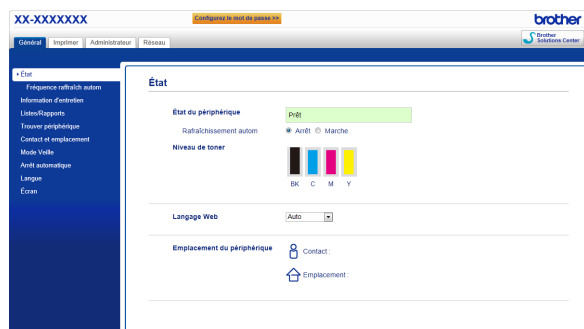 XX-XXXXXXX
Configurez le mot de passe >>
brother
Général Imprimer Administrateur Réseau
Brother Solutions Center
État
Fréquence raffraîch autom
Information d'entretien
Listes/Rapports
Trouver périphérique
Contact et emplacement
Mode Veille
Arrêt automatique
Langue
Écran
État
État du périphérique Prêt
Rafraîchissement autom Arrêt Marche
Niveau de toner
BK C M Y
Langage Web Auto
Emplacement du périphérique Contact :
Emplacement :